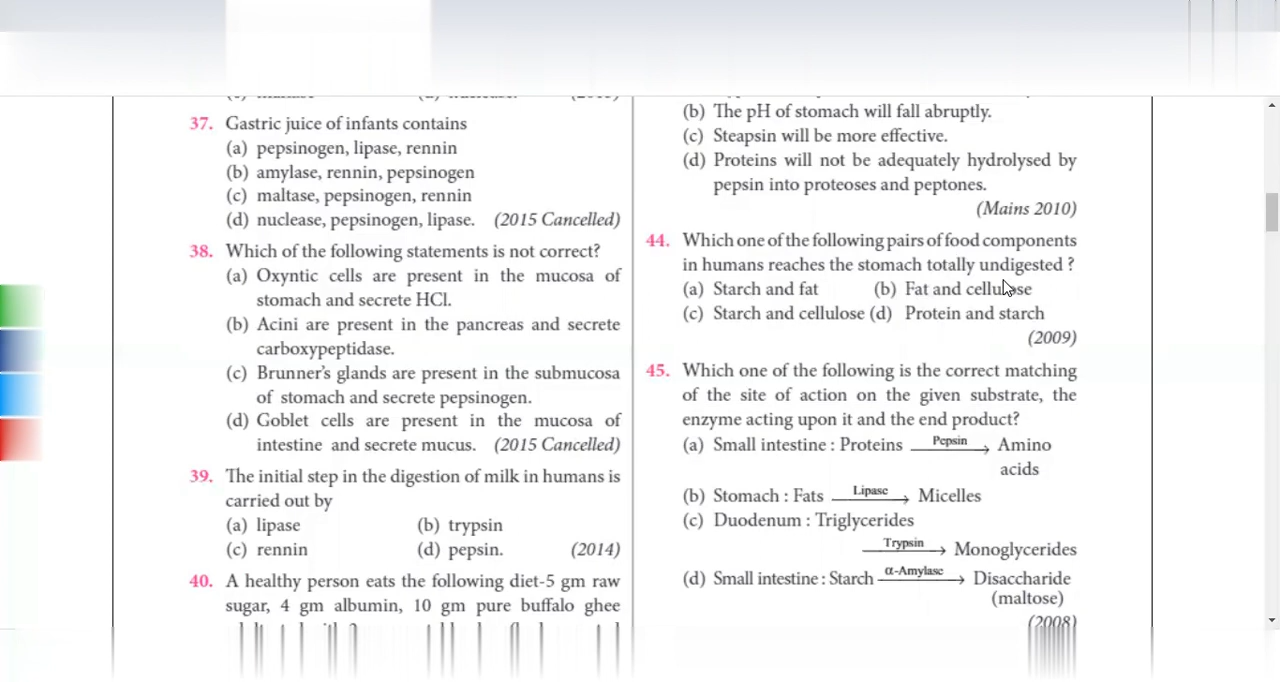 37. Gastric juice of infants contains
(a) pepsinogen, lipase, rennin
(b) amylase, rennin, pepsinogen
(c) maltase, pepsinogen, rennin
(d) nuclease, pepsinogen, lipase. (2015 Cancelled)
38. Which of the following statements is not correct?
(a) Oxyntic cells are present in the mucosa of
stomach and secrete HCl.
(b) Acini are present in the pancreas and secrete
carboxypeptidase.
(c) Brunner's glands are present in the submucosa
of stomach and secrete pepsinogen.
(d) Goblet cells are present in the mucosa of
intestine and secrete mucus. (2015 Cancelled)
39. The initial step in the digestion of milk in humans is
carried out by
(a) lipase (b) trypsin
(c) rennin (d) pepsin. (2014)
40. A healthy person eats the following diet-5 gm raw
sugar, 4 gm albumin, 10 gm pure buffalo ghee
(b) The pH of stomach will fall abruptly.
(c) Steapsin will be more effective.
(d) Proteins will not be adequately hydrolysed by
pepsin into proteoses and peptones.
(Mains 2010)
44. Which one of the following pairs of food components
in humans reaches the stomach totally undigested ?
(a) Starch and fat (b) Fat and cellulose
(c) Starch and cellulose (d) Protein and starch
(2009)
45. Which one of the following is the correct matching
of the site of action on the given substrate, the
enzyme acting upon it and the end product?
(a) Small intestine : Proteins Pepsin → Amino
acids
(b) Stomach : Fats Lipase → Micelles
(c) Duodenum : Triglycerides
Trypsin → Monoglycerides
(d) Small intestine : Starch α-Amylase → Disaccharide
(maltose)
(2008)